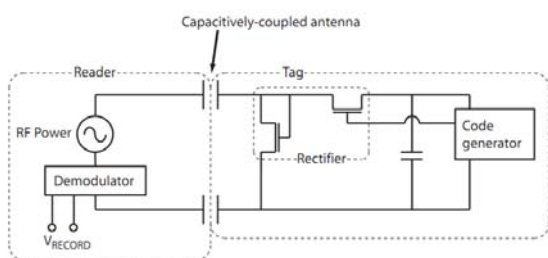 Capacitively-coupled antenna
Reader
Tag
RF Power
Code
generator
Rectifier
Demodulator
VRECORD